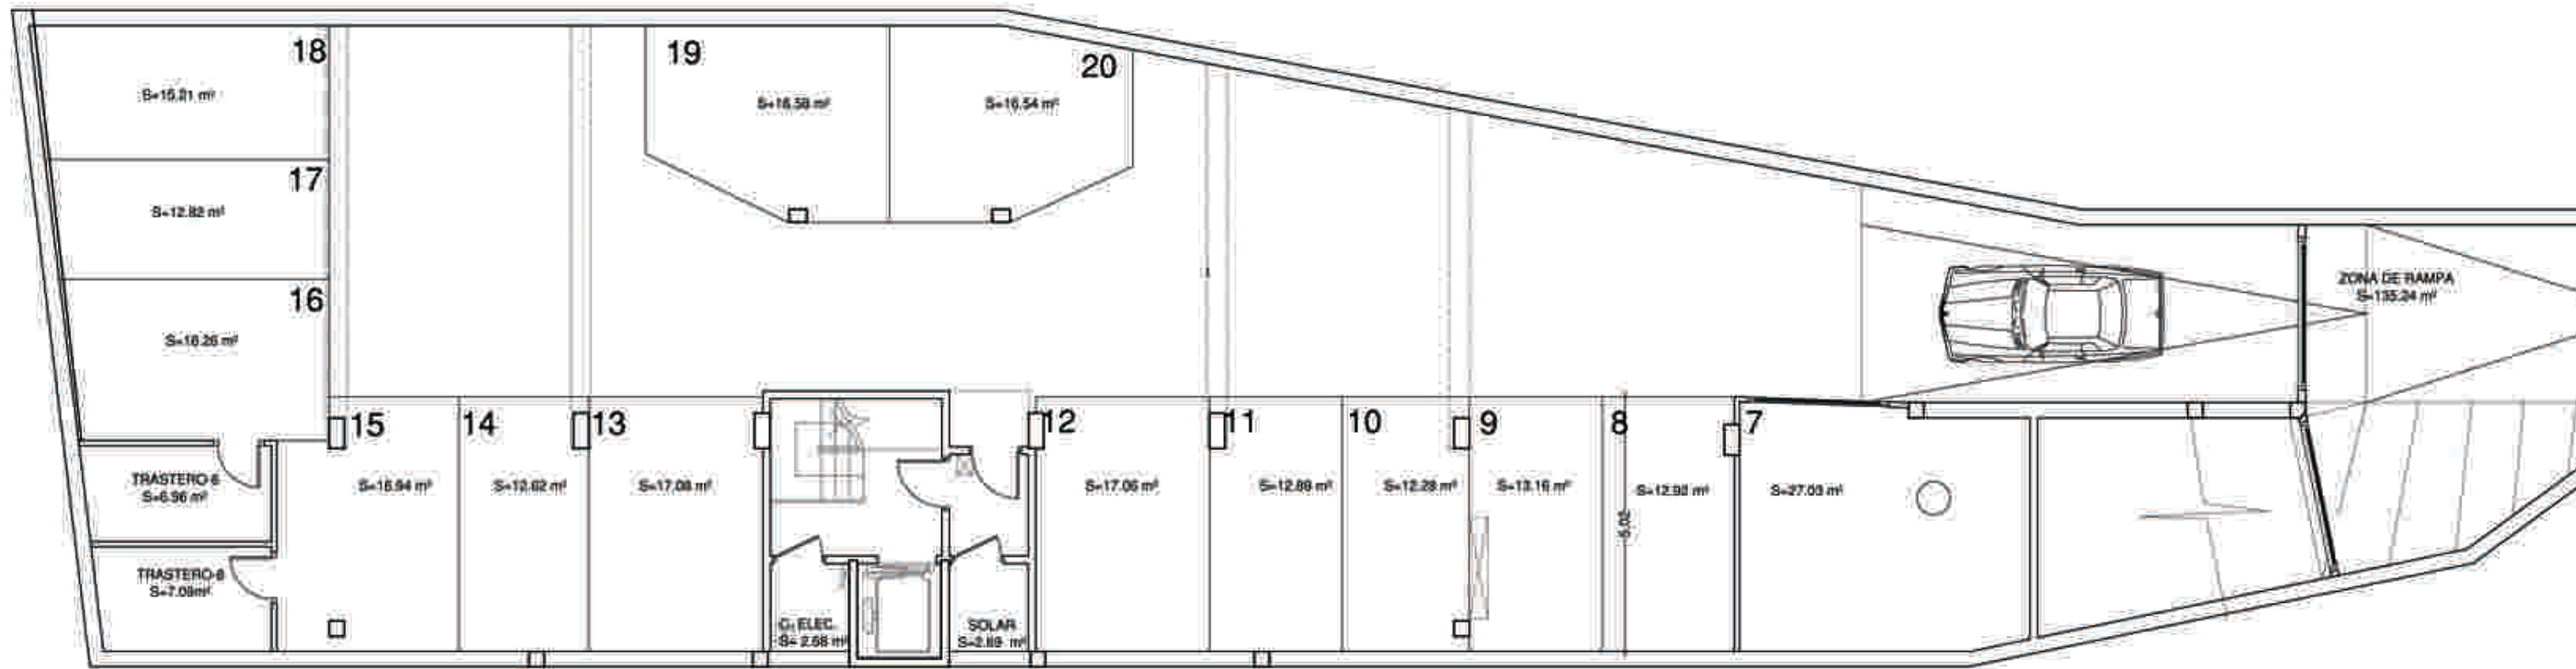 18
S=15.21 m²
17
S=12.82 m²
16
S=18.26 m²
19
S=16.58 m²
20
S=16.54 m²
ZONA DE RAMPA
S=135.24 m²
15
14
13
12
11
10
9
8
7
TRASTERO-6
S=6.96 m²
S=16.94 m²
S=12.62 m²
S=17.08 m²
S=17.06 m²
S=12.88 m²
S=12.28 m²
S=13.16 m²
S=12.92 m²
S=27.03 m²
5.02
S=7.09m²
C. ELEC.
S= 2.68 m²
SOLAR
S=2.69 m²